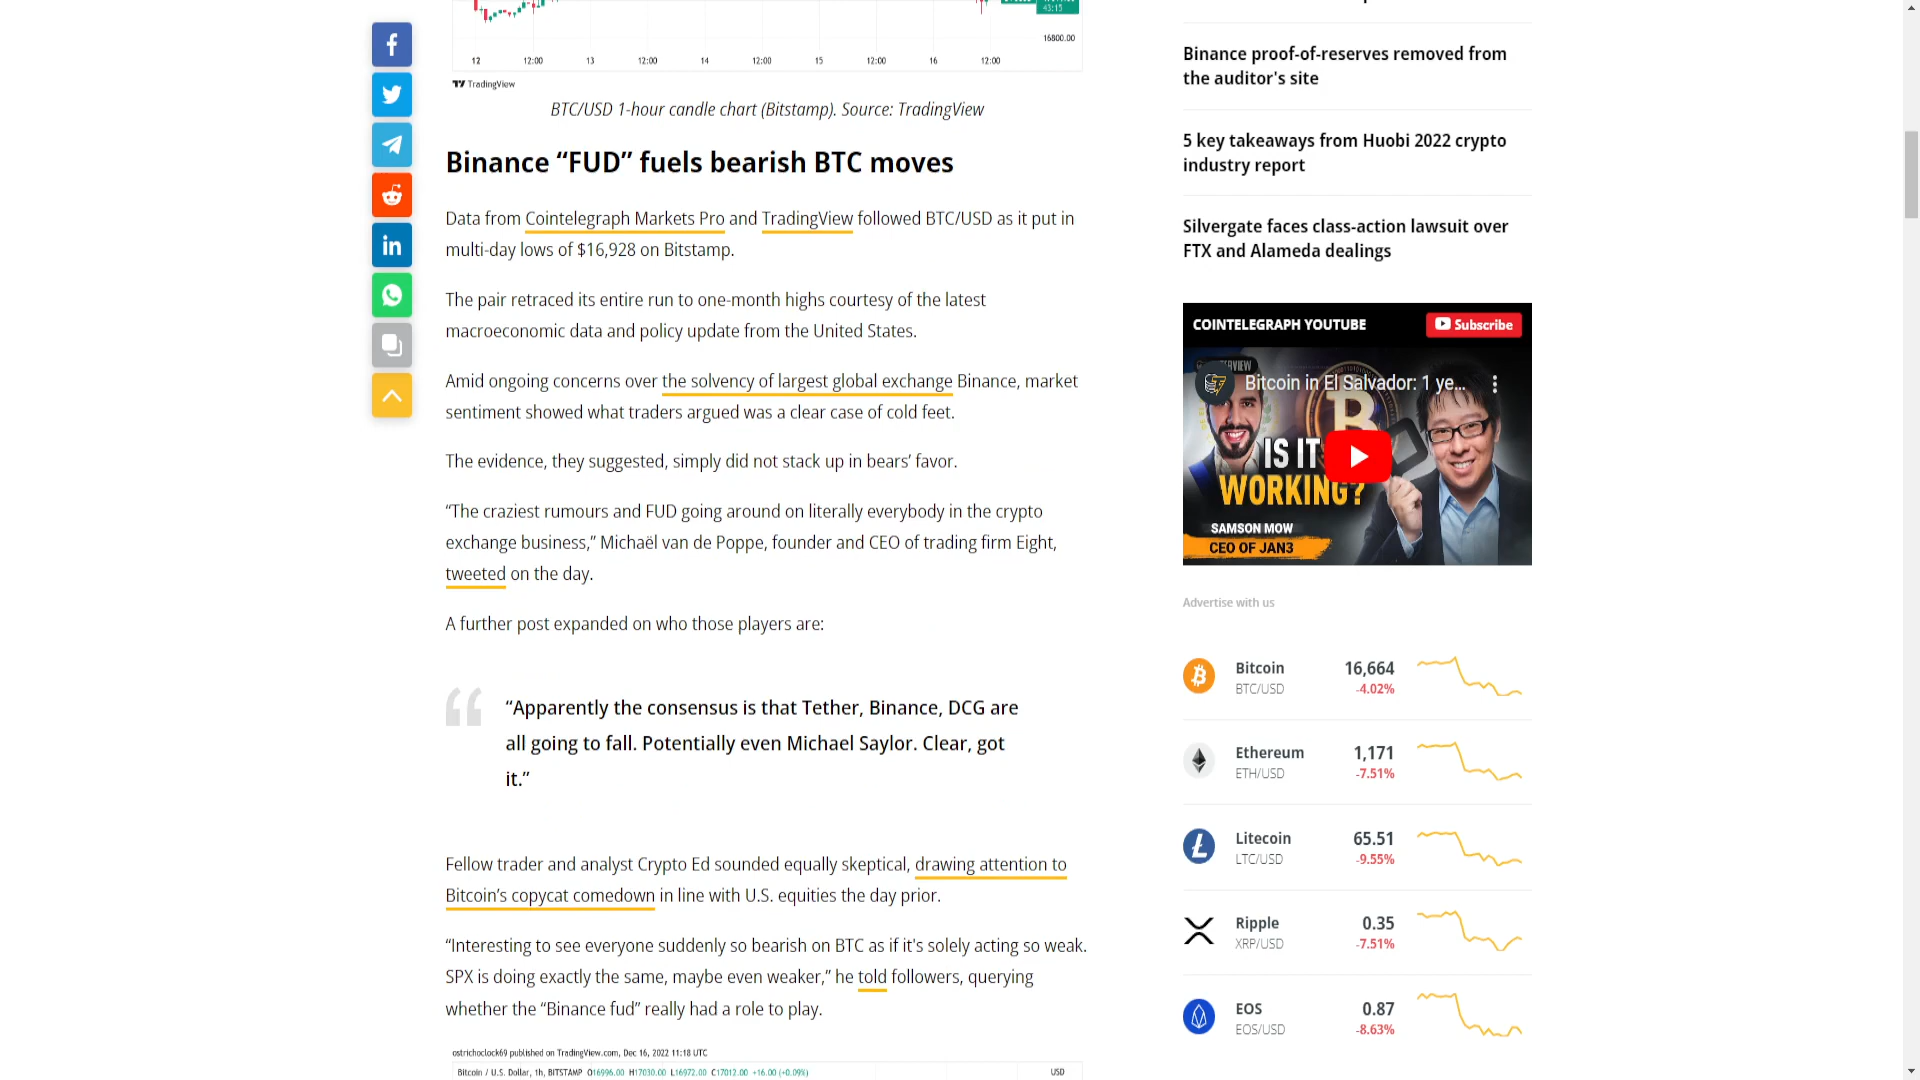 43:15
16800.00
12 12:00 13 12:00 14 12:00 15 12:00 16 12:00
TradingView
BTC/USD 1-hour candle chart (Bitstamp). Source: TradingView
Binance “FUD” fuels bearish BTC moves
Data from Cointelegraph Markets Pro and TradingView followed BTC/USD as it put in
multi-day lows of $16,928 on Bitstamp.
The pair retraced its entire run to one-month highs courtesy of the latest
macroeconomic data and policy update from the United States.
Amid ongoing concerns over the solvency of largest global exchange Binance, market
sentiment showed what traders argued was a clear case of cold feet.
The evidence, they suggested, simply did not stack up in bears’ favor.
“The craziest rumours and FUD going around on literally everybody in the crypto
exchange business,” Michaël van de Poppe, founder and CEO of trading firm Eight,
tweeted on the day.
A further post expanded on who those players are:
“Apparently the consensus is that Tether, Binance, DCG are
all going to fall. Potentially even Michael Saylor. Clear, got
it.”
Fellow trader and analyst Crypto Ed sounded equally skeptical, drawing attention to
Bitcoin’s copycat comedown in line with U.S. equities the day prior.
“Interesting to see everyone suddenly so bearish on BTC as if it's solely acting so weak.
SPX is doing exactly the same, maybe even weaker,” he told followers, querying
whether the “Binance fud” really had a role to play.
ostrichoclock69 published on TradingView.com, Dec 16, 2022 11:18 UTC
Bitcoin / U.S. Dollar, 1h, BITSTAMP O16996.00 H17030.00 L16972.00 C17012.00 +16.00 (+0.09%)
USD
Binance proof-of-reserves removed from
the auditor's site
5 key takeaways from Huobi 2022 crypto
industry report
Silvergate faces class-action lawsuit over
FTX and Alameda dealings
COINTELEGRAPH YOUTUBE
Subscribe
Bitcoin in El Salvador: 1 ye...
IS IT
WORKING?
SAMSON MOW
CEO OF JAN3
Advertise with us
Bitcoin 16,664
BTC/USD -4.02%
Ethereum 1,171
ETH/USD -7.51%
Litecoin 65.51
LTC/USD -9.55%
Ripple 0.35
XRP/USD -7.51%
EOS 0.87
EOS/USD -8.63%